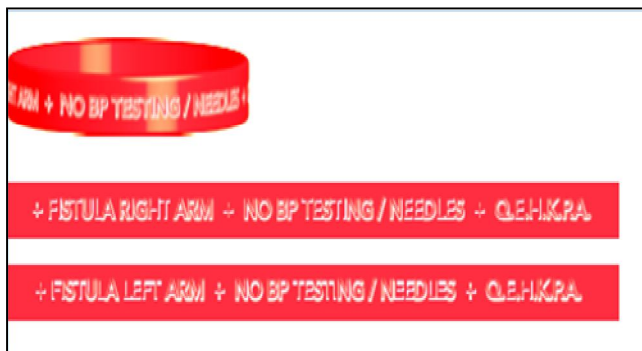 HT ARM + NO BP TESTING / NEEDLES +
+ FISTULA RIGHT ARM + NO BP TESTING / NEEDLES + Q.E.H.K.P.A.
+ FISTULA LEFT ARM + NO BP TESTING / NEEDLES + Q.E.H.K.P.A.